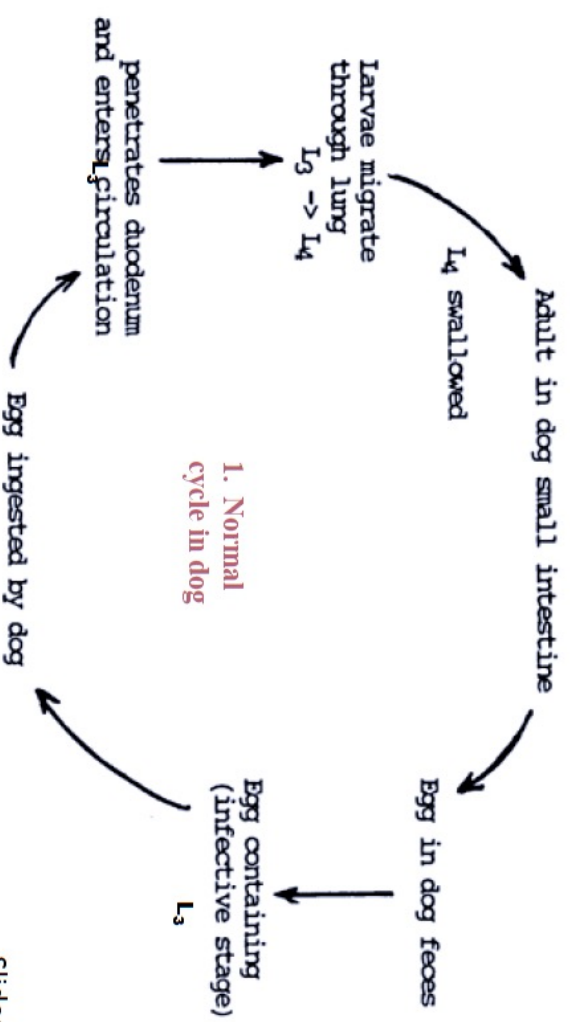 Adult in dog small intestine
L4 swallowed
Larvae migrate
through lung
L3 -> L4
penetrates duodenum
and enters circulation
L3
Egg in dog feces
Egg containing
(infective stage)
L3
Egg ingested by dog
1. Normal
cycle in dog